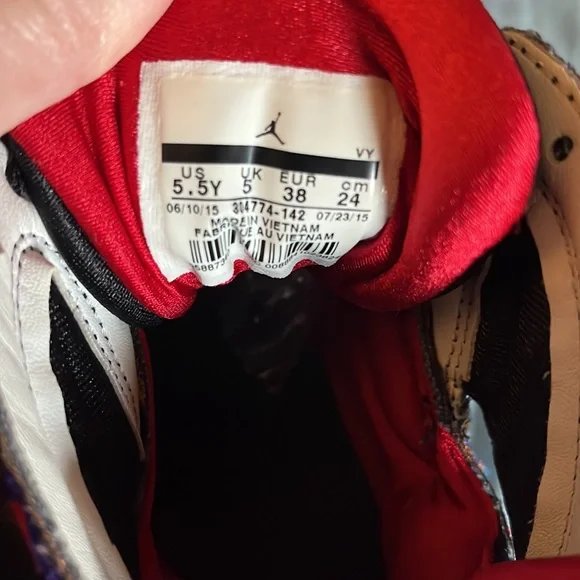 VY
US UK EUR cm
5.5Y 5 38 24
06/10/15 304774-142 07/23/15
MADE IN VIETNAM
FABRIQUE AU VIETNAM